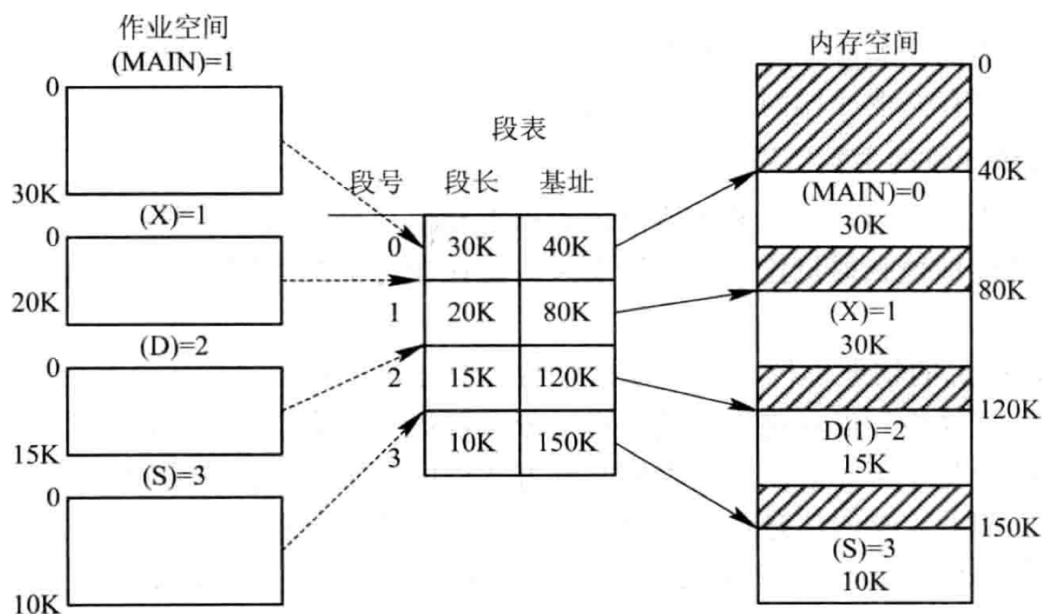 作业空间
(MAIN)=1
0
30K
(X)=1
0
20K
(D)=2
0
15K
(S)=3
0
10K
段表
段号 段长 基址
0 30K 40K
1 20K 80K
2 15K 120K
3 10K 150K
内存空间
0
40K
(MAIN)=0
30K
80K
(X)=1
30K
120K
D(1)=2
15K
150K
(S)=3
10K